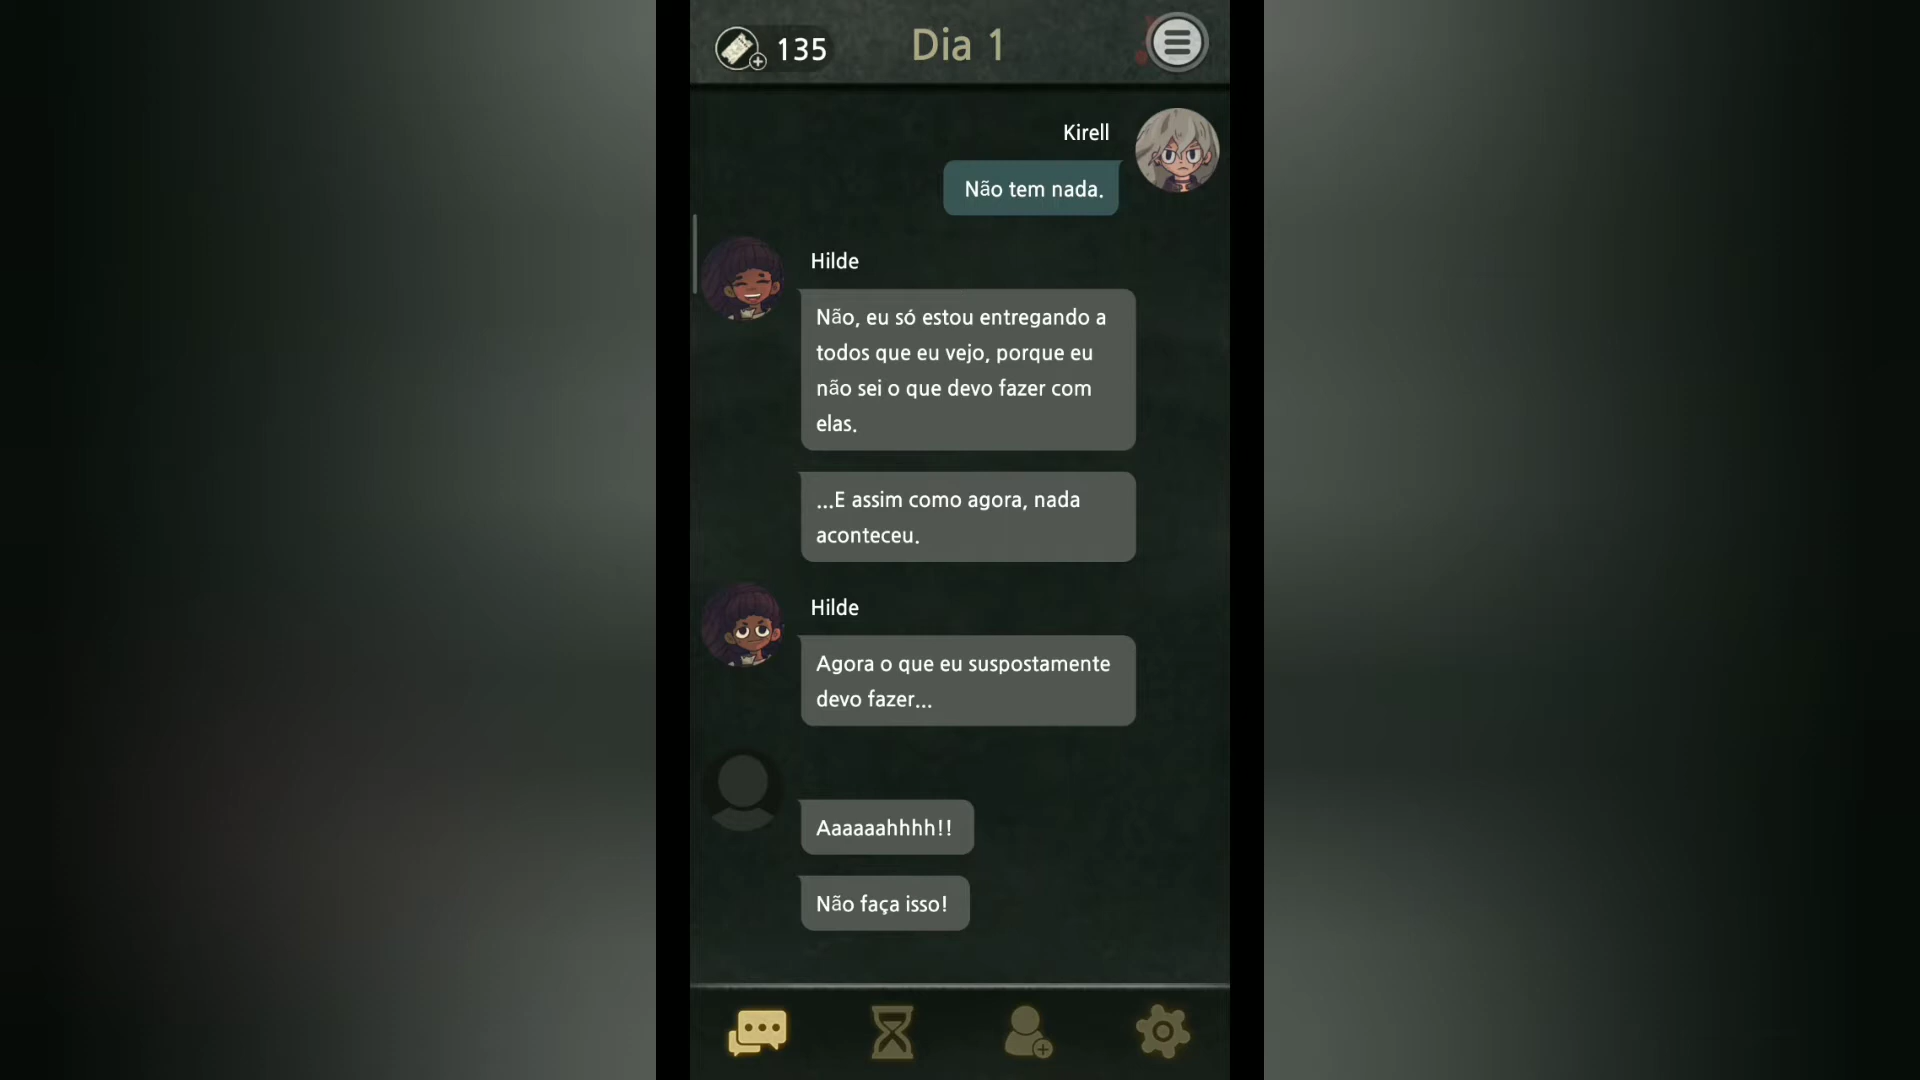 135
Dia 1
Kirell
Não tem nada.
Hilde
Não, eu só estou entregando a
todos que eu vejo, porque eu
não sei o que devo fazer com
elas.
...E assim como agora, nada
aconteceu.
Hilde
Agora o que eu suspostamente
devo fazer...
Aaaaaahhhh!!
Não faça isso!